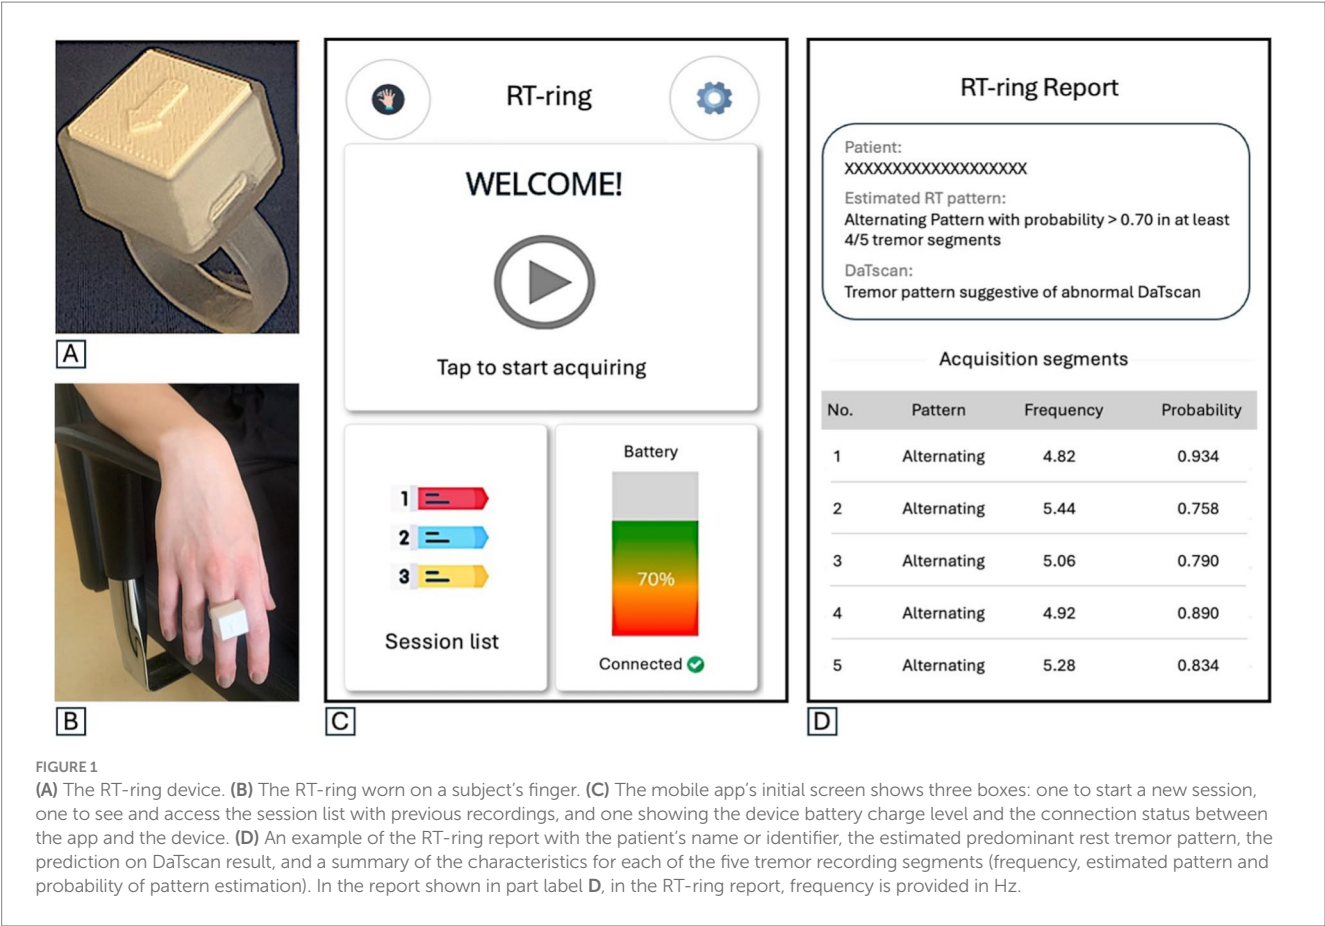 A
B
RT-ring
WELCOME!
Tap to start acquiring
1
2
3
Session list
Battery
70%
Connected
C
RT-ring Report
Patient:
XXXXXXXXXXXXXXXXXXX
Estimated RT pattern:
Alternating Pattern with probability > 0.70 in at least
4/5 tremor segments
DaTscan:
Tremor pattern suggestive of abnormal DaTscan
Acquisition segments
No. Pattern Frequency Probability
1 Alternating 4.82 0.934
2 Alternating 5.44 0.758
3 Alternating 5.06 0.790
4 Alternating 4.92 0.890
5 Alternating 5.28 0.834
D
FIGURE 1
(A) The RT-ring device. (B) The RT-ring worn on a subject's finger. (C) The mobile app's initial screen shows three boxes: one to start a new session,
one to see and access the session list with previous recordings, and one showing the device battery charge level and the connection status between
the app and the device. (D) An example of the RT-ring report with the patient's name or identifier, the estimated predominant rest tremor pattern, the
prediction on DaTscan result, and a summary of the characteristics for each of the five tremor recording segments (frequency, estimated pattern and
probability of pattern estimation). In the report shown in part label D, in the RT-ring report, frequency is provided in Hz.